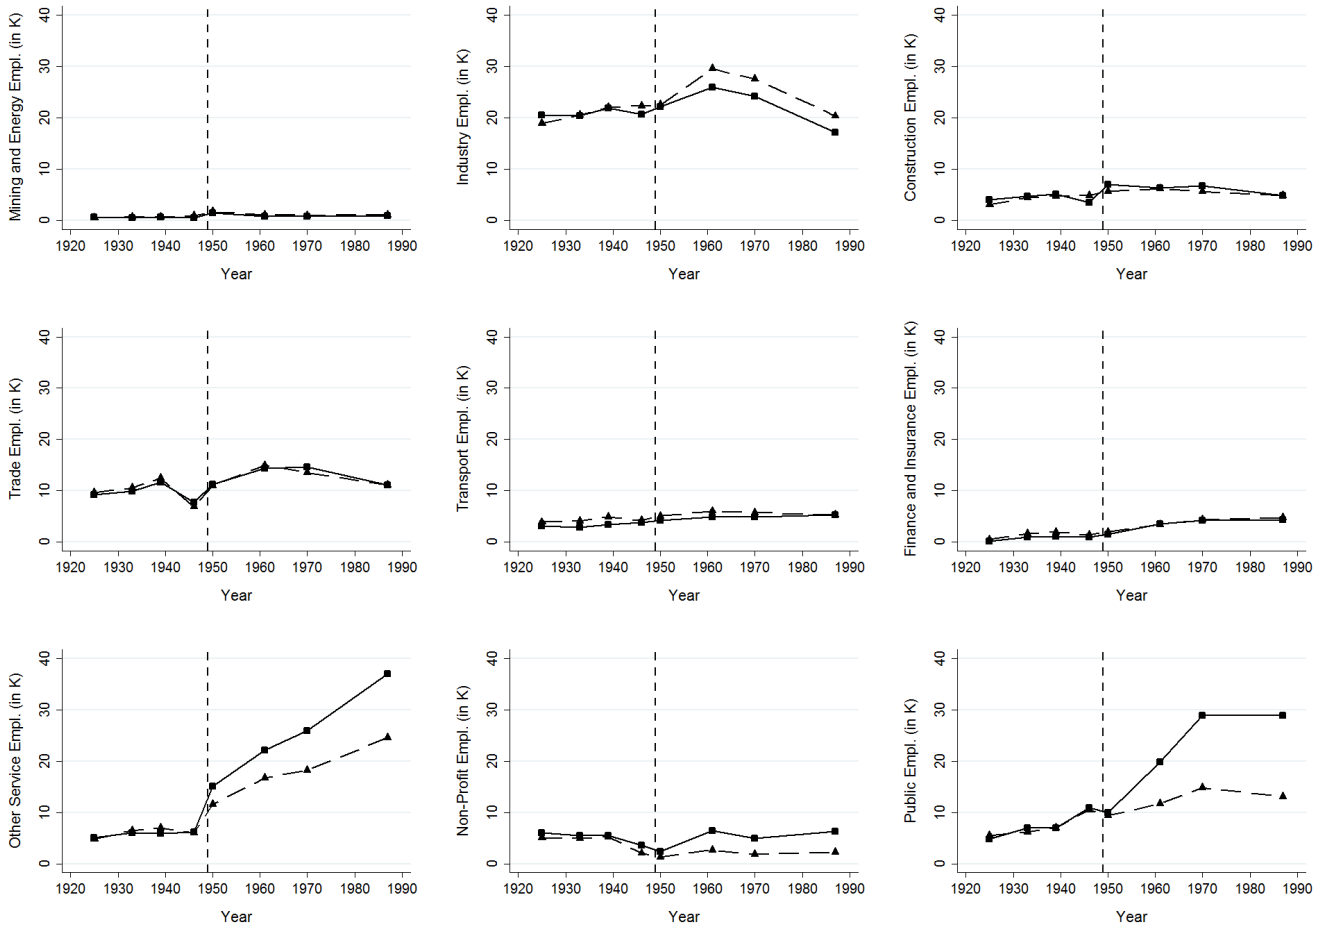 Mining and Energy Empl. (in K)
40
30
20
10
0
1920 1930 1940 1950 1960 1970 1980 1990
Year
Industry Empl. (in K)
40
30
20
10
0
1920 1930 1940 1950 1960 1970 1980 1990
Year
Construction Empl. (in K)
40
30
20
10
0
1920 1930 1940 1950 1960 1970 1980 1990
Year
Trade Empl. (in K)
40
30
20
10
0
1920 1930 1940 1950 1960 1970 1980 1990
Year
Transport Empl. (in K)
40
30
20
10
0
1920 1930 1940 1950 1960 1970 1980 1990
Year
Finance and Insurance Empl. (in K)
40
30
20
10
0
1920 1930 1940 1950 1960 1970 1980 1990
Year
Other Service Empl. (in K)
40
30
20
10
0
1920 1930 1940 1950 1960 1970 1980 1990
Year
Non-Profit Empl. (in K)
40
30
20
10
0
1920 1930 1940 1950 1960 1970 1980 1990
Year
Public Empl. (in K)
40
30
20
10
0
1920 1930 1940 1950 1960 1970 1980 1990
Year